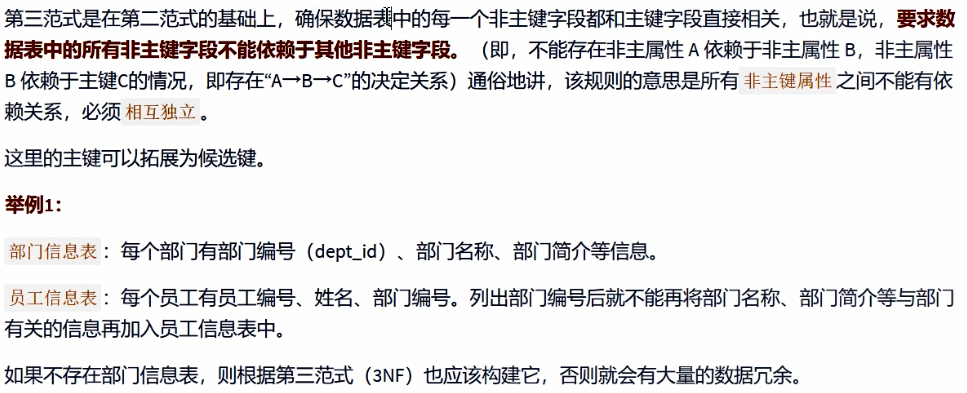 第三范式是在第二范式的基础上，确保数据表中的每一个非主键字段都和主键字段直接相关，也就是说，要求数
据表中的所有非主键字段不能依赖于其他非主键字段。（即，不能存在非主属性 A 依赖于非主属性 B，非主属性
B 依赖于主键C的情况，即存在“A→B→C”的决定关系）通俗地讲，该规则的意思是所有 非主键属性 之间不能有依
赖关系，必须 相互独立 。
这里的主键可以拓展为候选键。
举例1：
部门信息表 ：每个部门有部门编号（dept_id）、部门名称、部门简介等信息。
员工信息表 ：每个员工有员工编号、姓名、部门编号。列出部门编号后就不能再将部门名称、部门简介等与部门
有关的信息再加入员工信息表中。
如果不存在部门信息表，则根据第三范式（3NF）也应该构建它，否则就会有大量的数据冗余。